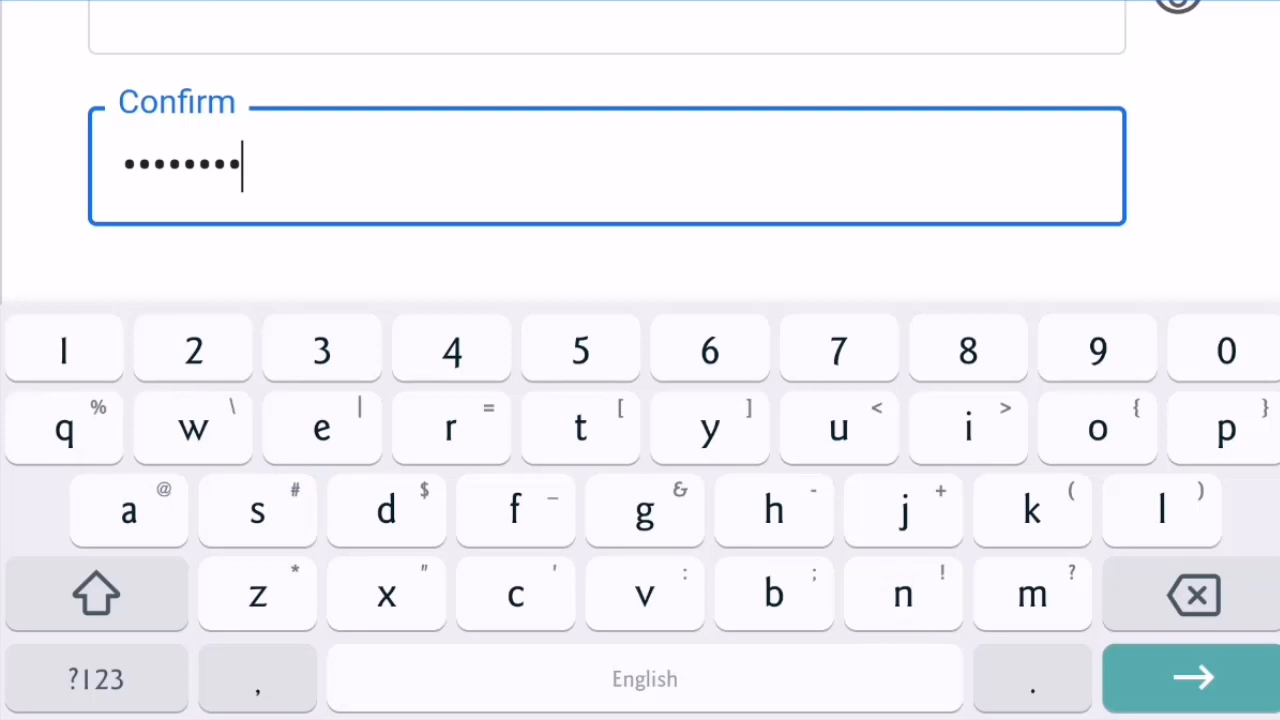 Confirm
••••••••
1 2 3 4 5 6 7 8 9 0
q % w \ e | r = t [ y ] u < i > o { p }
a @ s # d $ f _ g & h - j + k ( l )
z * x " c ' v : b ; n ! m ?
?123 , English .